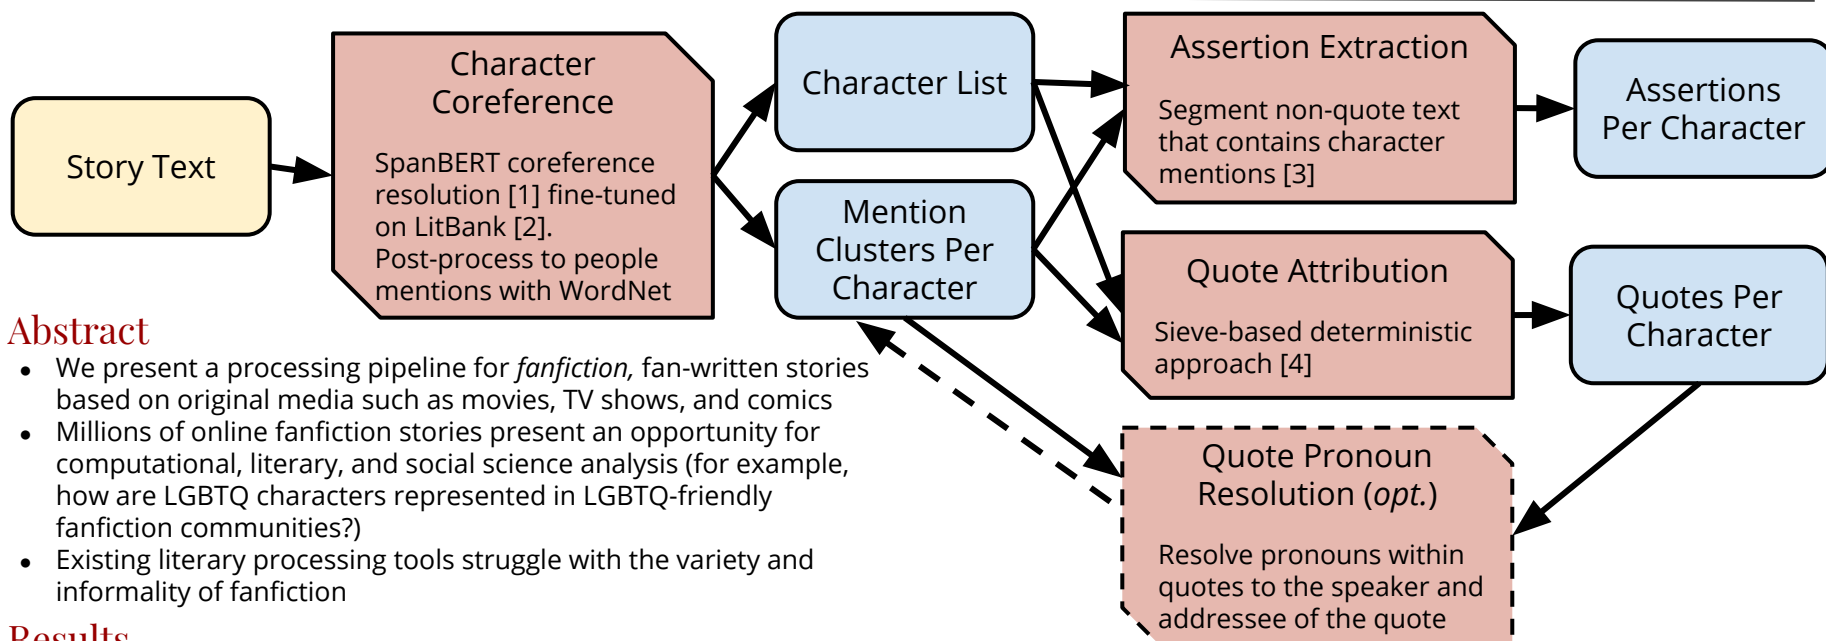 Story Text
Character
Coreference
SpanBERT coreference
resolution [1] fine-tuned
on LitBank [2].
Post-process to people
mentions with WordNet
Character List
Mention
Clusters Per
Character
Assertion Extraction
Segment non-quote text
that contains character
mentions [3]
Assertions
Per Character
Quote Attribution
Sieve-based deterministic
approach [4]
Quotes Per
Character
Quote Pronoun
Resolution (opt.)
Resolve pronouns within
quotes to the speaker and
addressee of the quote
Abstract
● We present a processing pipeline for fanfiction, fan-written stories
based on original media such as movies, TV shows, and comics
● Millions of online fanfiction stories present an opportunity for
computational, literary, and social science analysis (for example,
how are LGBTQ characters represented in LGBTQ-friendly
fanfiction communities?)
● Existing literary processing tools struggle with the variety and
informality of fanfiction
Results